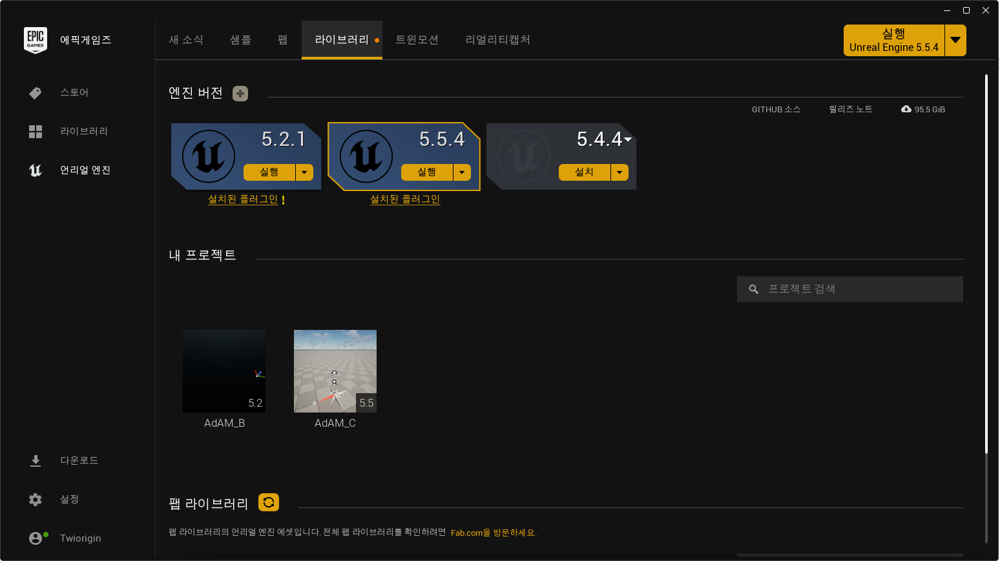 EPIC GAMES
에픽게임즈
새 소식
샘플
팹
라이브러리
트윈모션
리얼리티캡처
실행
Unreal Engine 5.5.4
스토어
라이브러리
언리얼 엔진
엔진 버전
GITHUB 소스
릴리즈 노트
95.5 GiB
5.2.1
실행
설치된 플러그인 !
5.5.4
실행
설치된 플러그인
5.4.4
설치
내 프로젝트
프로젝트 검색
5.2
AdAM_B
5.5
AdAM_C
팹 라이브러리
팹 라이브러리의 언리얼 엔진 에셋입니다. 전체 팹 라이브러리를 확인하려면 Fab.com을 방문하세요.
다운로드
설정
Twiorigin